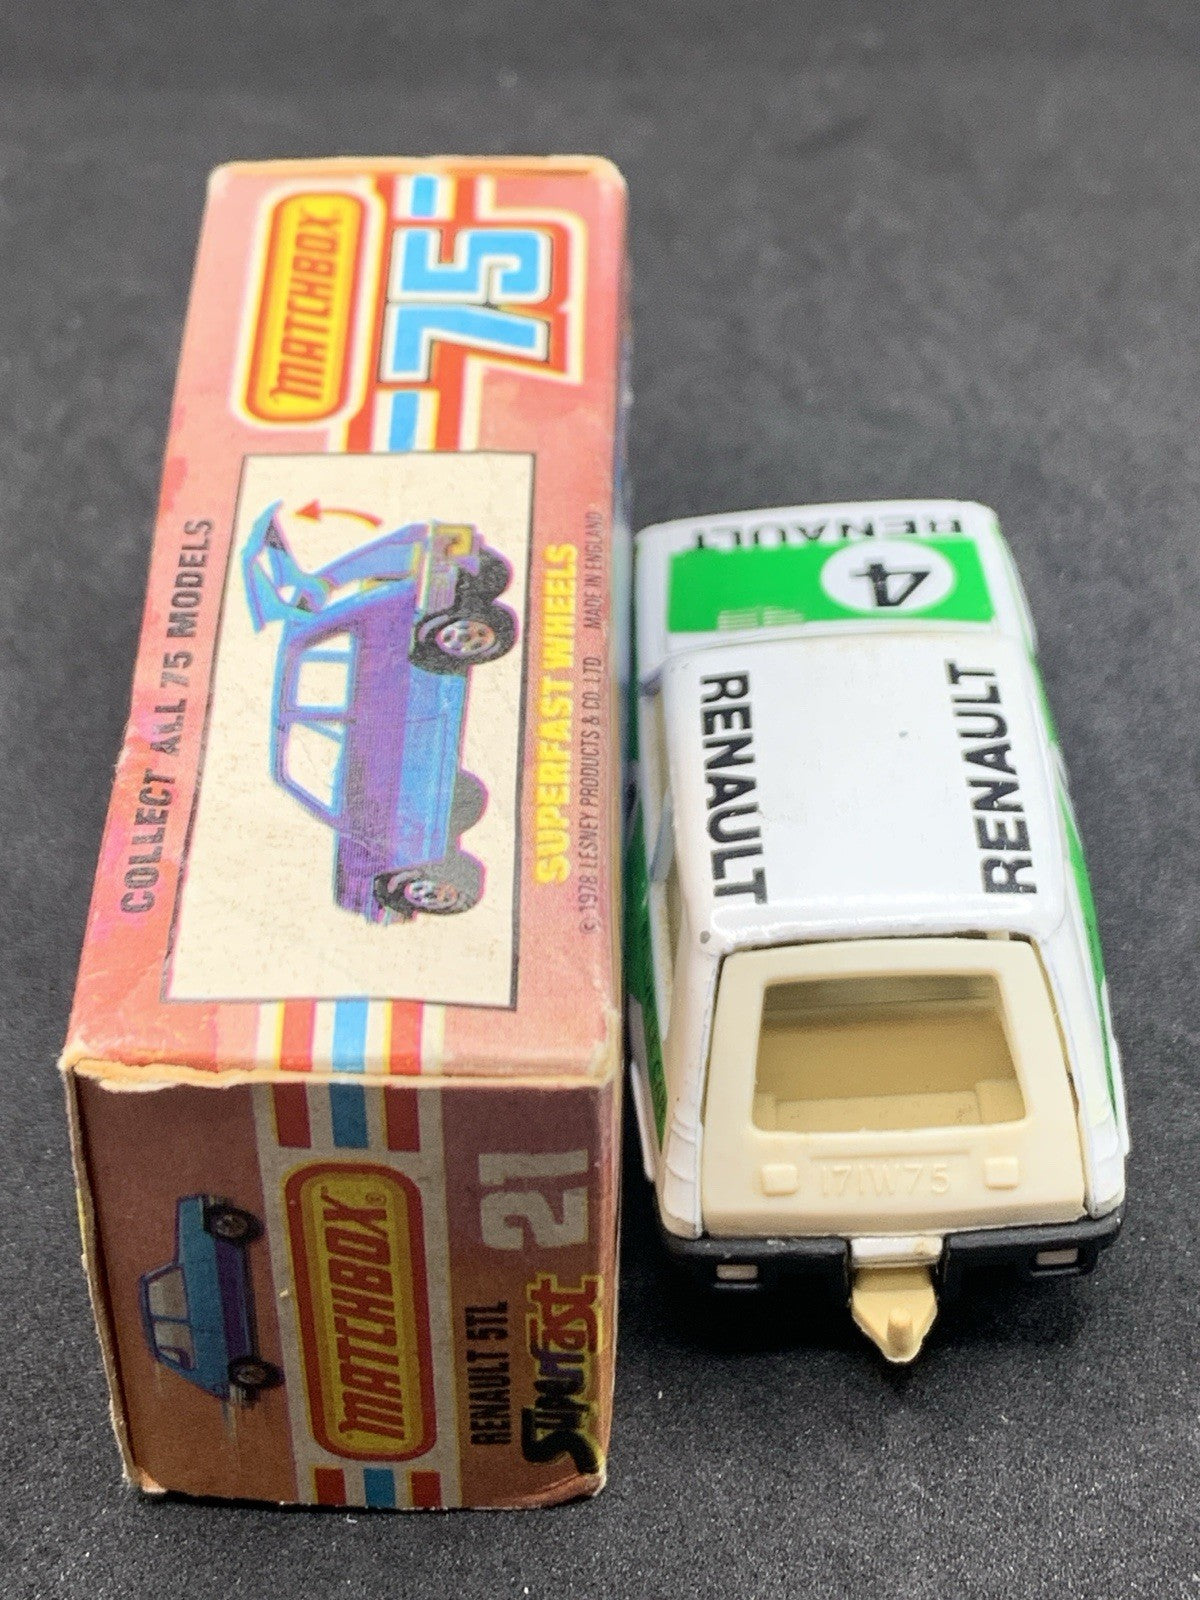 MATCHBOX
75
COLLECT ALL 75 MODELS
SUPERFAST WHEELS
© 1978 LESNEY PRODUCTS & CO. LTD MADE IN ENGLAND
MATCHBOX®
RENAULT 5TL
21
Superfast
RENAULT
4
RENAULT
RENAULT
171W75